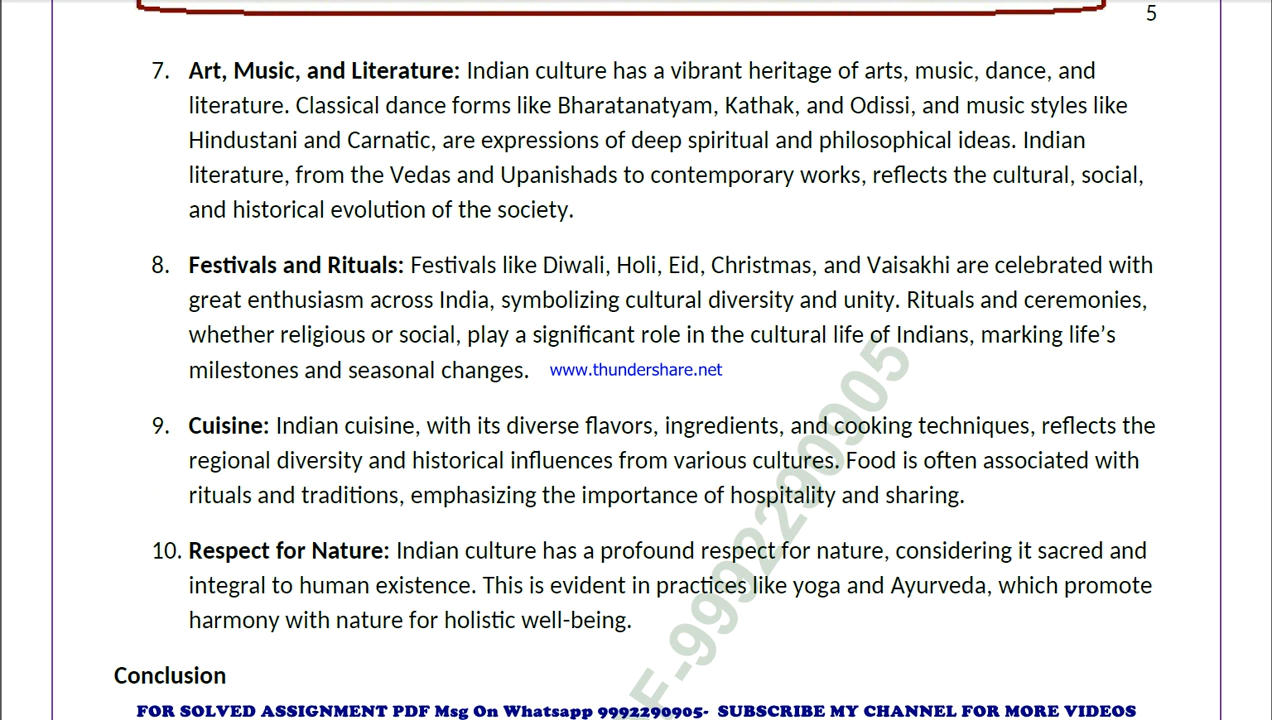 5
7. Art, Music, and Literature: Indian culture has a vibrant heritage of arts, music, dance, and
literature. Classical dance forms like Bharatanatyam, Kathak, and Odissi, and music styles like
Hindustani and Carnatic, are expressions of deep spiritual and philosophical ideas. Indian
literature, from the Vedas and Upanishads to contemporary works, reflects the cultural, social,
and historical evolution of the society.
8. Festivals and Rituals: Festivals like Diwali, Holi, Eid, Christmas, and Vaisakhi are celebrated with
great enthusiasm across India, symbolizing cultural diversity and unity. Rituals and ceremonies,
whether religious or social, play a significant role in the cultural life of Indians, marking life’s
milestones and seasonal changes. www.thundershare.net
9. Cuisine: Indian cuisine, with its diverse flavors, ingredients, and cooking techniques, reflects the
regional diversity and historical influences from various cultures. Food is often associated with
rituals and traditions, emphasizing the importance of hospitality and sharing.
10. Respect for Nature: Indian culture has a profound respect for nature, considering it sacred and
integral to human existence. This is evident in practices like yoga and Ayurveda, which promote
harmony with nature for holistic well-being.
F-9992290905
Conclusion
FOR SOLVED ASSIGNMENT PDF Msg On Whatsapp 9992290905- SUBSCRIBE MY CHANNEL FOR MORE VIDEOS